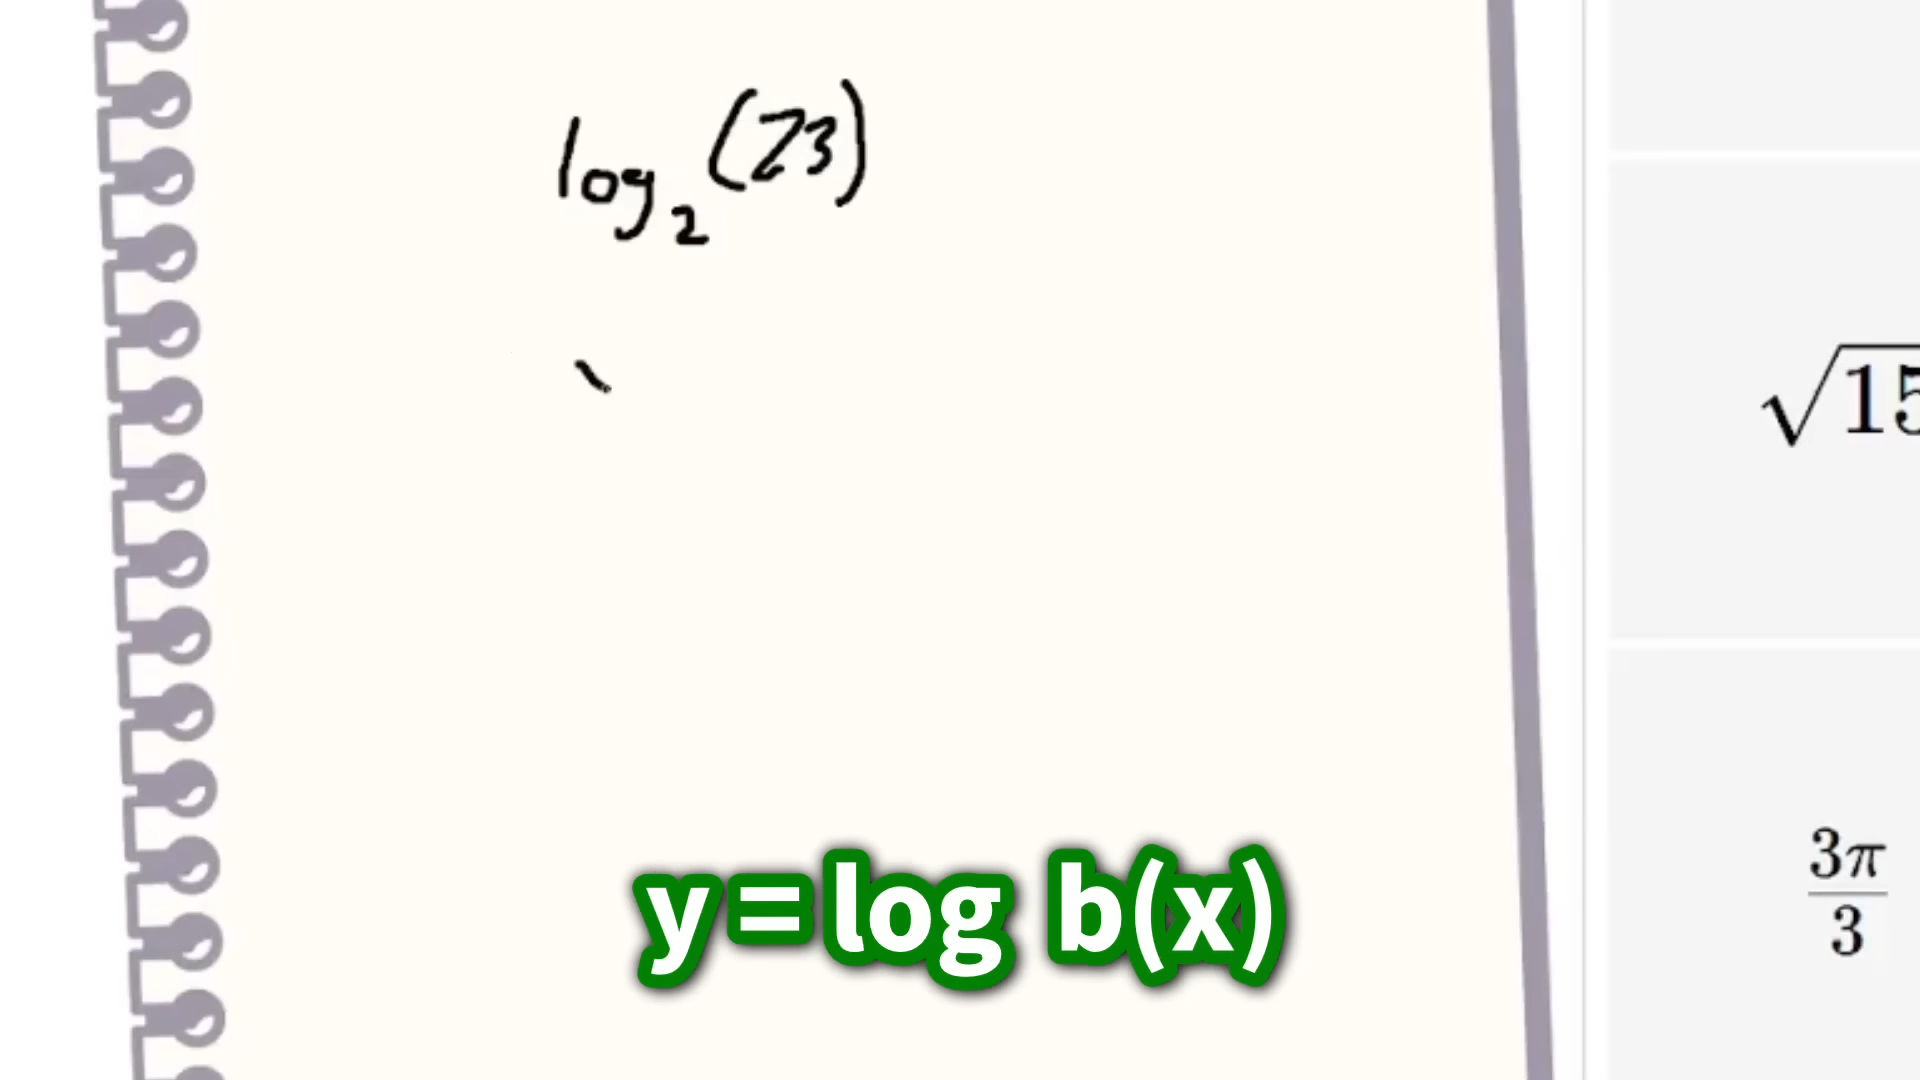 log₂(23)
√15
3π
3
y=log b(x)